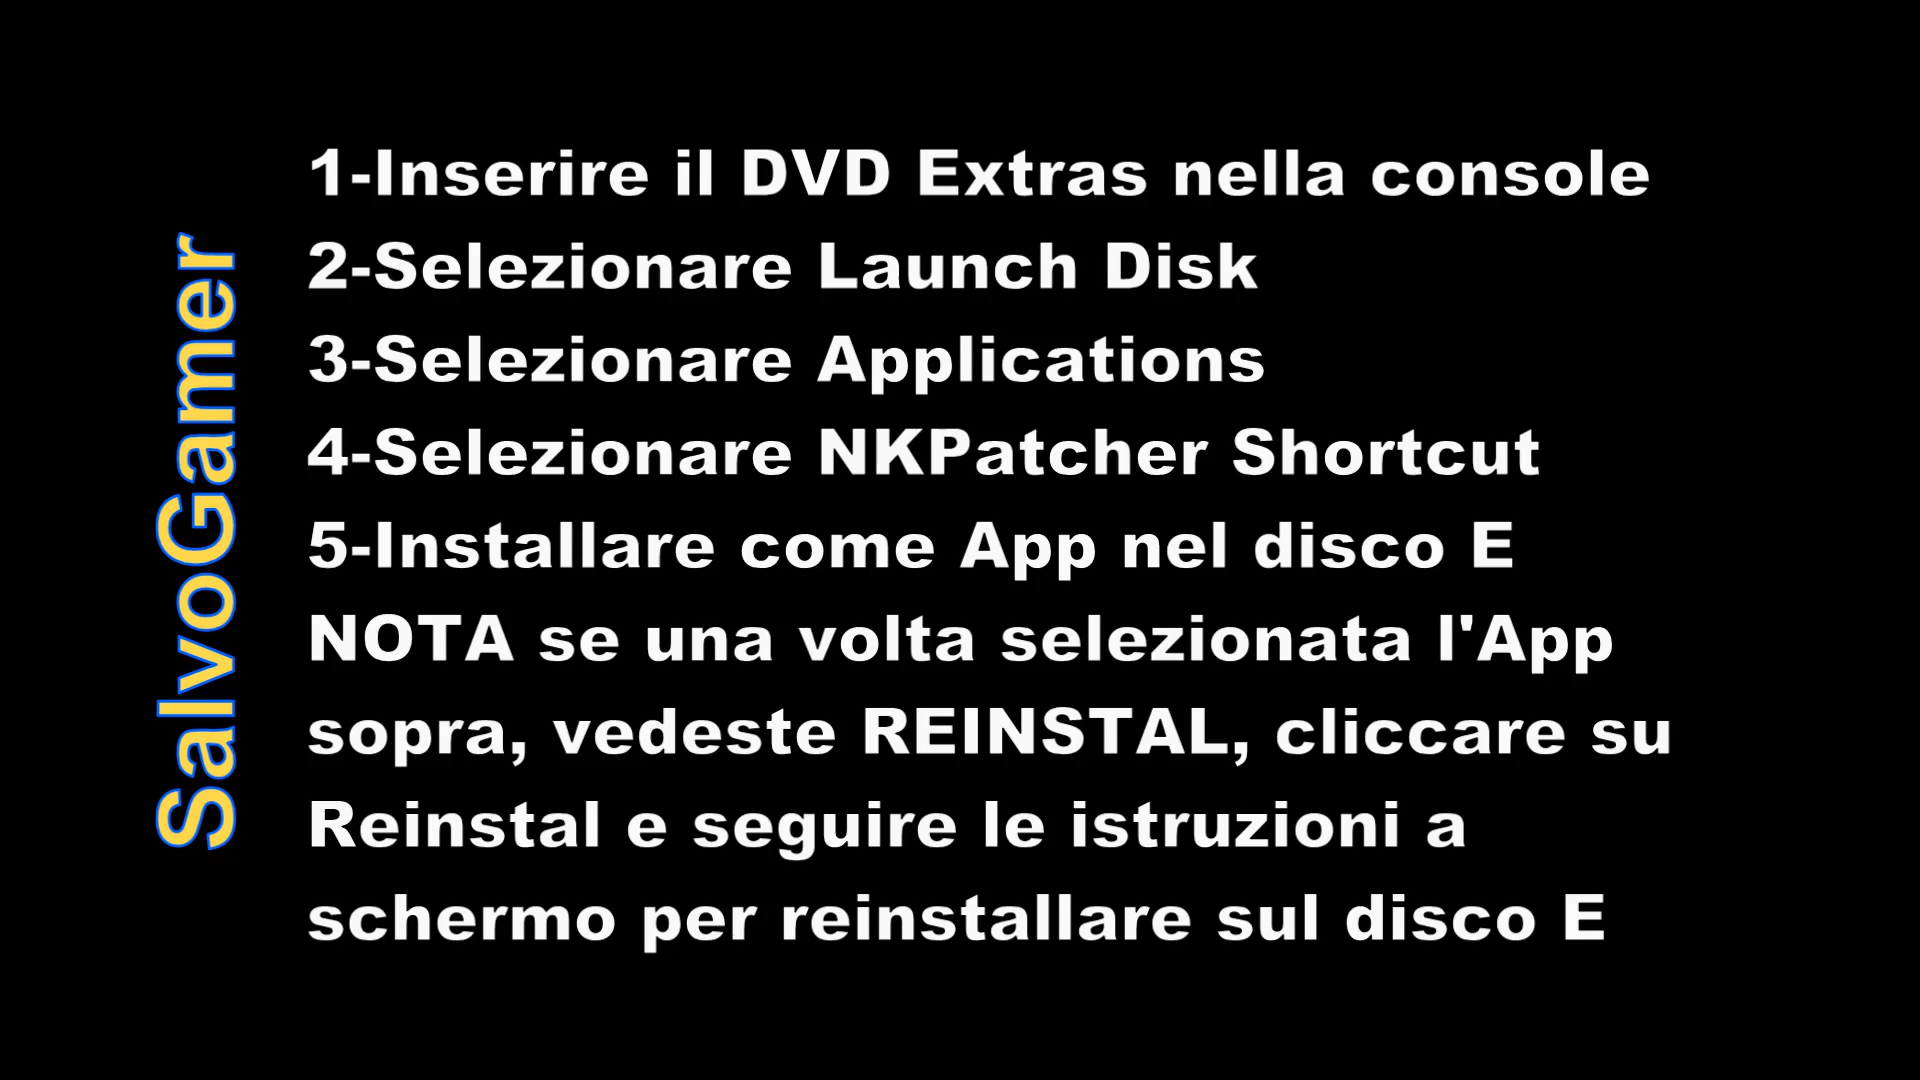 SalvoGamer
1-Inserire il DVD Extras nella console
2-Selezionare Launch Disk
3-Selezionare Applications
4-Selezionare NKPatcher Shortcut
5-Installare come App nel disco E
NOTA se una volta selezionata l'App
sopra, vedeste REINSTAL, cliccare su
Reinstal e seguire le istruzioni a
schermo per reinstallare sul disco E